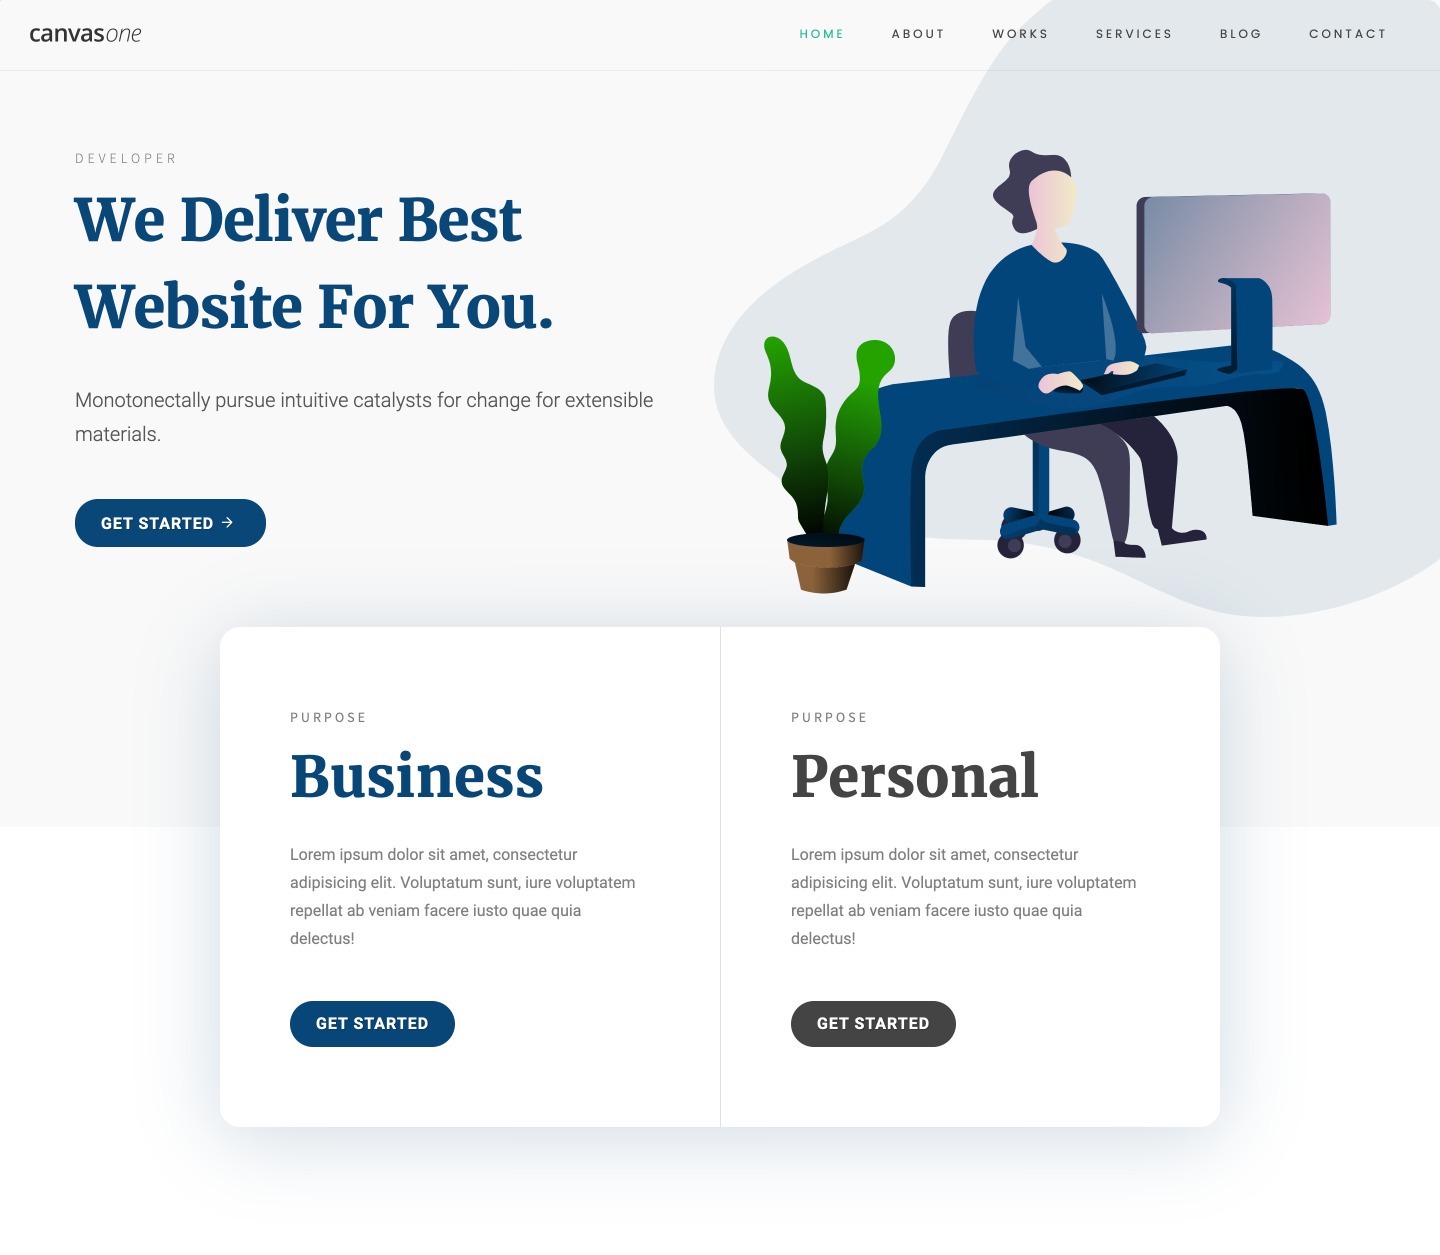 canvasone
HOME ABOUT WORKS SERVICES BLOG CONTACT
DEVELOPER
We Deliver Best
Website For You.
Monotonectally pursue intuitive catalysts for change for extensible
materials.
GET STARTED →
PURPOSE
Business
Lorem ipsum dolor sit amet, consectetur
adipisicing elit. Voluptatum sunt, iure voluptatem
repellat ab veniam facere iusto quae quia
delectus!
GET STARTED
PURPOSE
Personal
Lorem ipsum dolor sit amet, consectetur
adipisicing elit. Voluptatum sunt, iure voluptatem
repellat ab veniam facere iusto quae quia
delectus!
GET STARTED